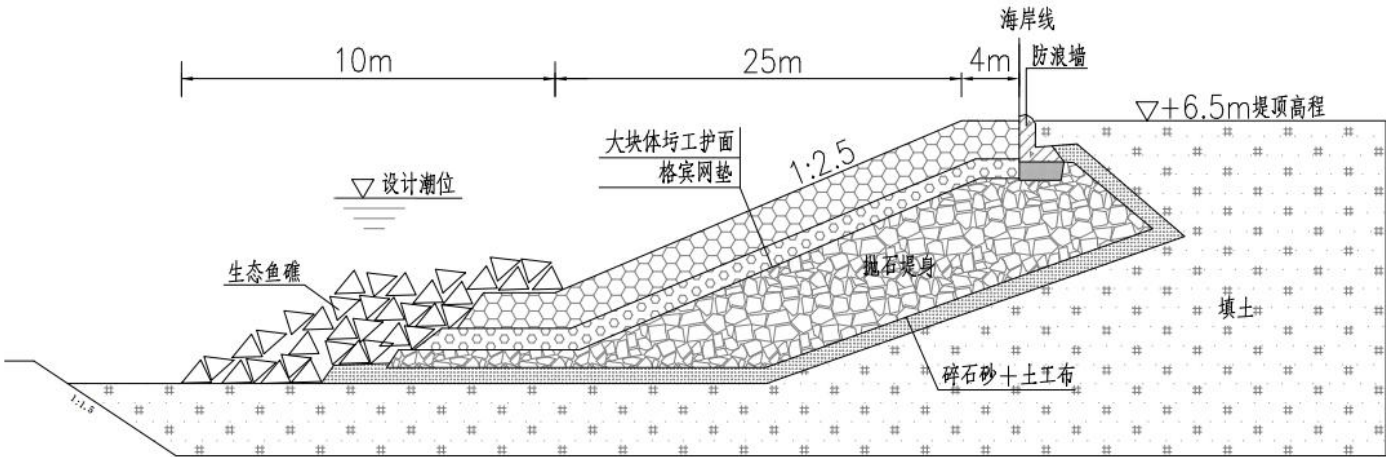 海岸线
10m
25m
4m
防浪墙
▽+6.5m堤顶高程
大块体圬工护面
格宾网垫
1:2.5
设计潮位
生态鱼礁
抛石堤身
填土
碎石砂+土工布
1:1.5